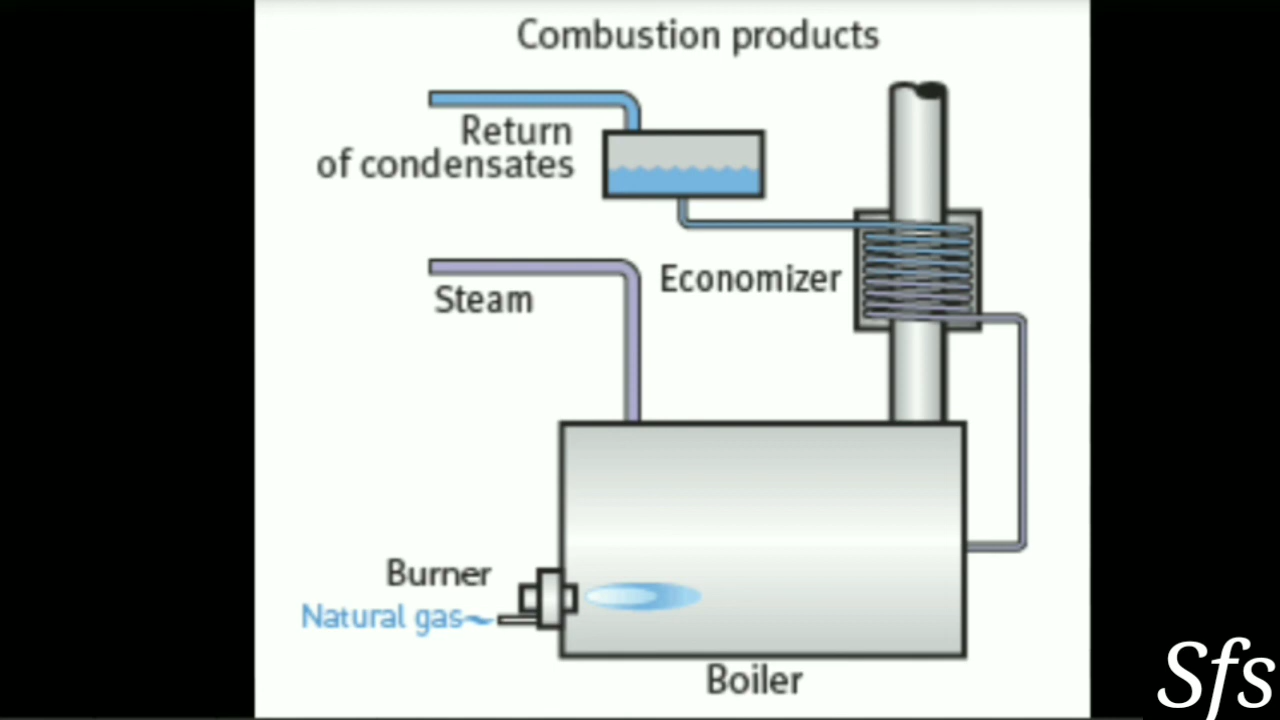 Combustion products
Return
of condensates
Economizer
Steam
Burner
Natural gas
Boiler
Sfs